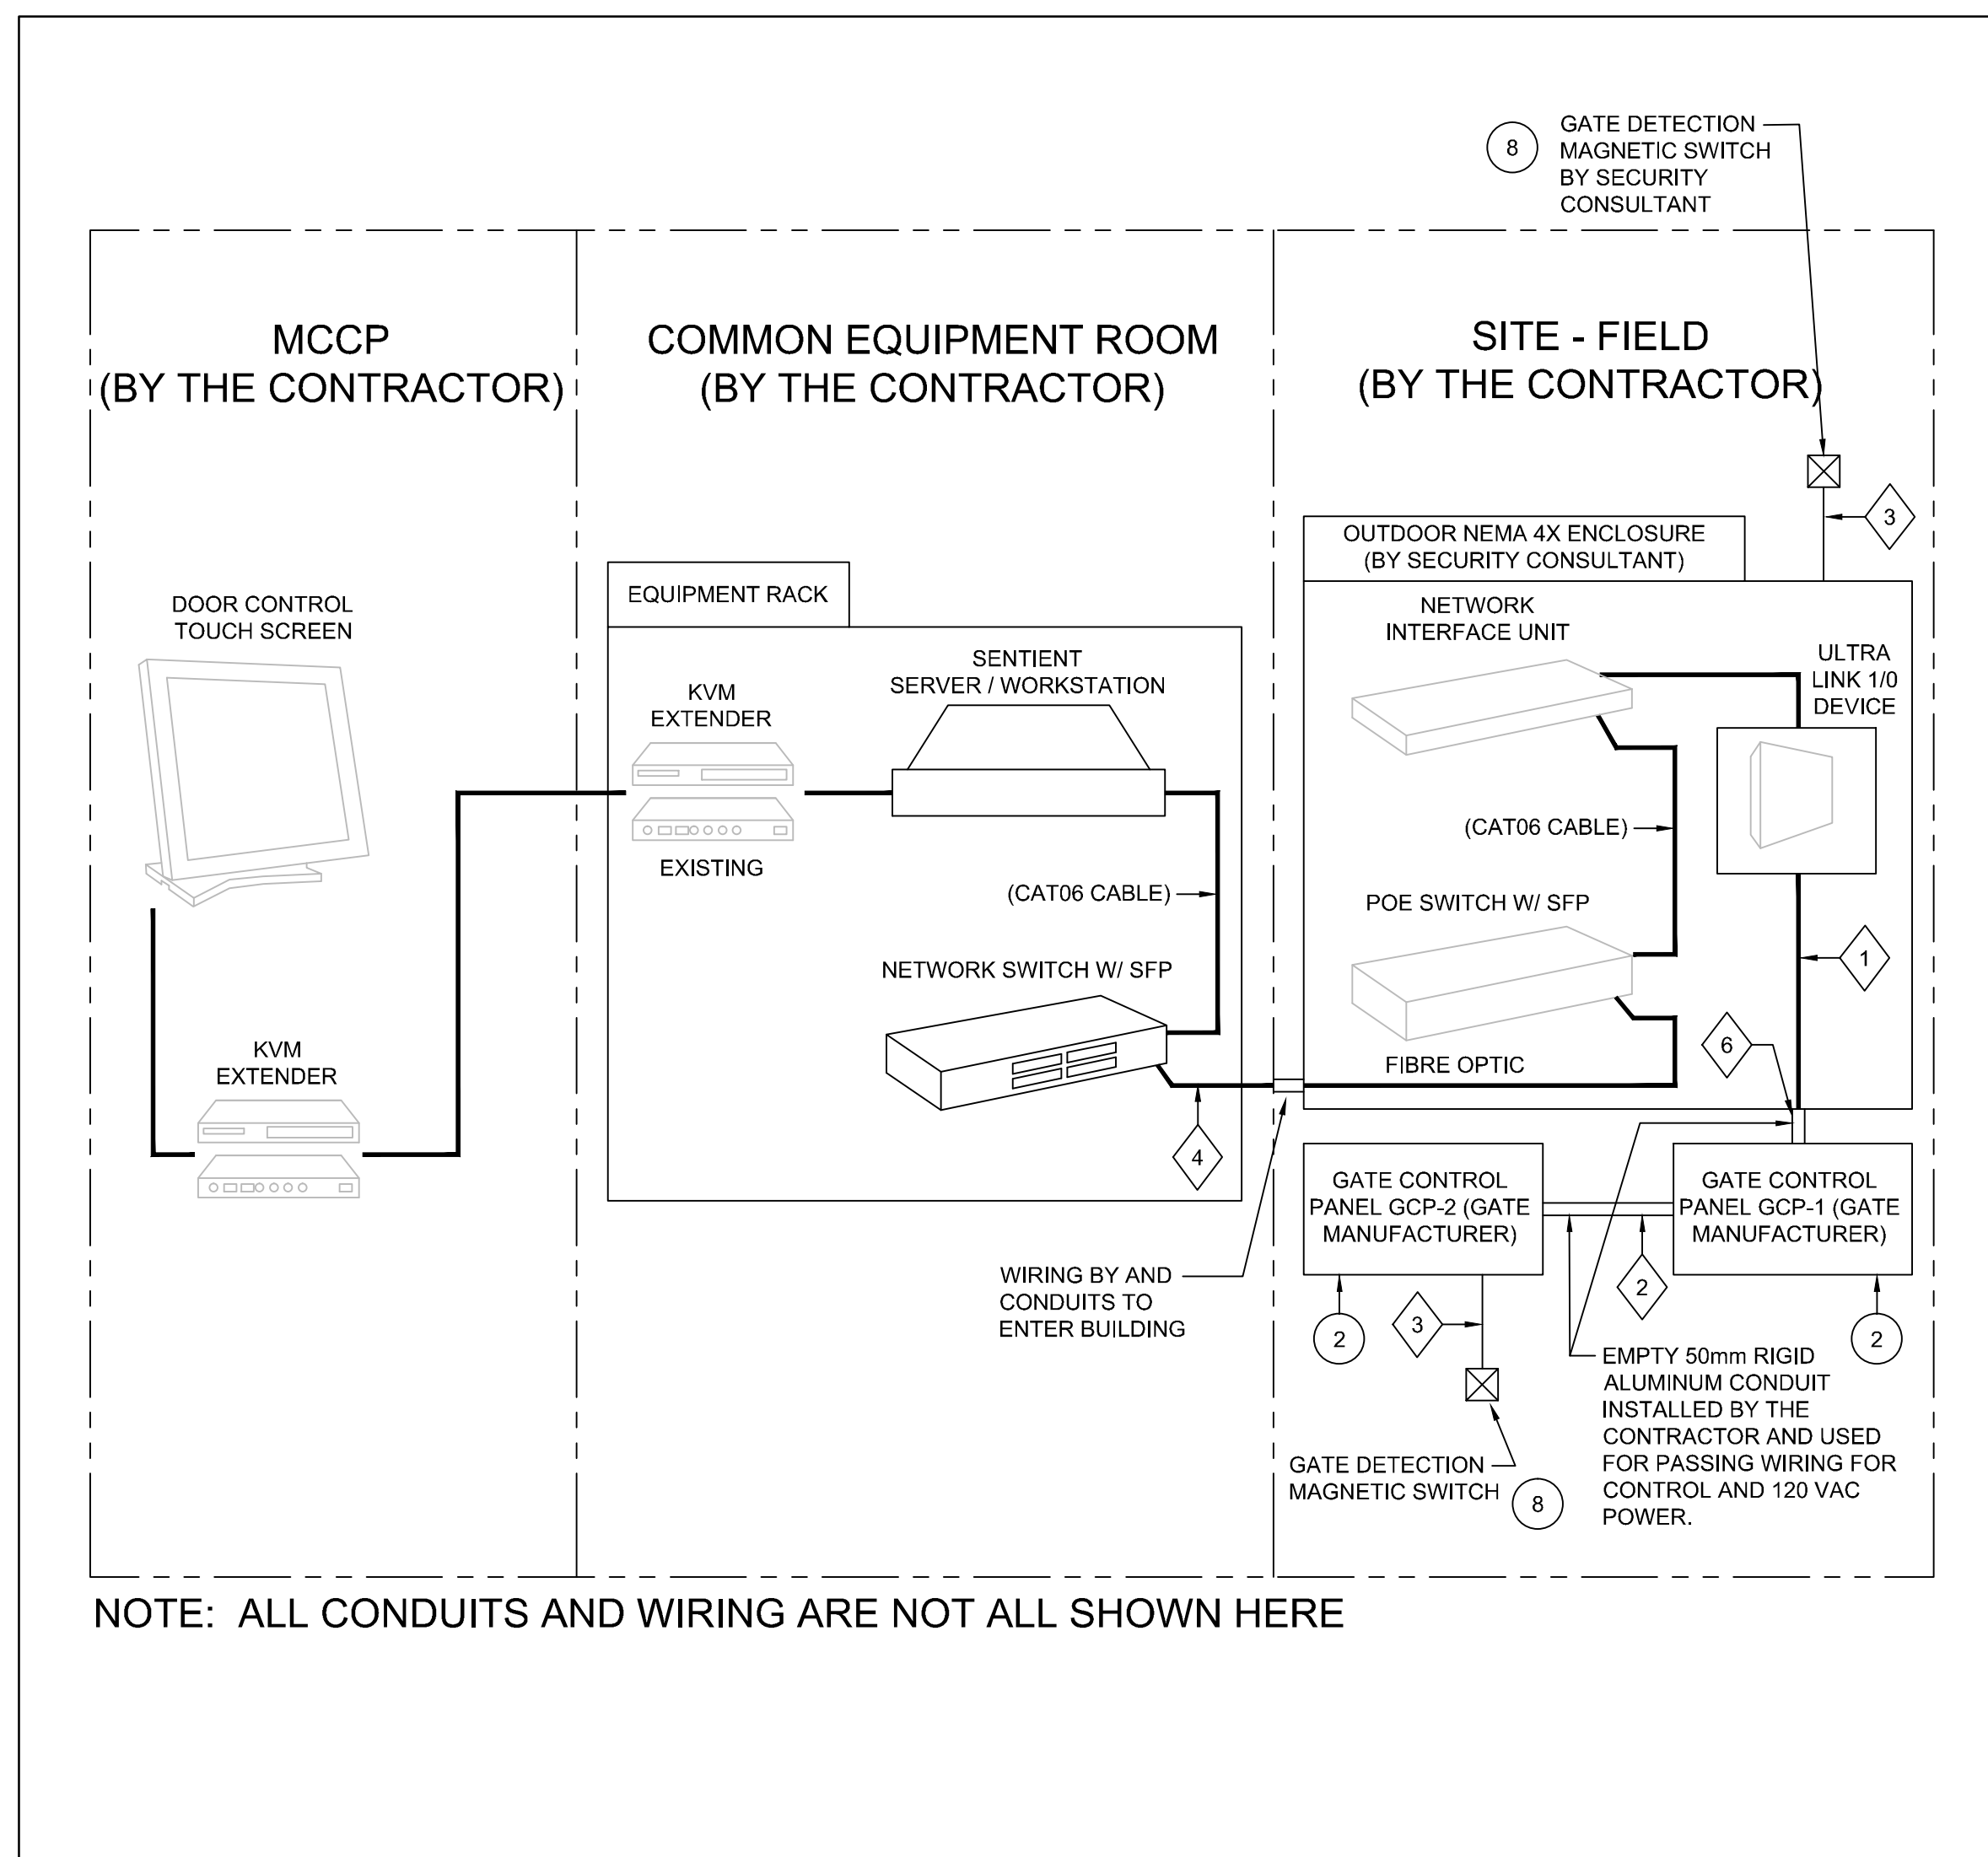 8
GATE DETECTION
MAGNETIC SWITCH
BY SECURITY
CONSULTANT
MCCP
(BY THE CONTRACTOR)
COMMON EQUIPMENT ROOM
(BY THE CONTRACTOR)
SITE - FIELD
(BY THE CONTRACTOR)
3
DOOR CONTROL
TOUCH SCREEN
KVM
EXTENDER
EQUIPMENT RACK
KVM
EXTENDER
EXISTING
SENTIENT
SERVER / WORKSTATION
(CAT06 CABLE)
NETWORK SWITCH W/ SFP
4
WIRING BY AND
CONDUITS TO
ENTER BUILDING
OUTDOOR NEMA 4X ENCLOSURE
(BY SECURITY CONSULTANT)
NETWORK
INTERFACE UNIT
ULTRA
LINK 1/0
DEVICE
(CAT06 CABLE)
POE SWITCH W/ SFP
1
6
FIBRE OPTIC
GATE CONTROL
PANEL GCP-2 (GATE
MANUFACTURER)
GATE CONTROL
PANEL GCP-1 (GATE
MANUFACTURER)
2
3
2
2
EMPTY 50mm RIGID
ALUMINUM CONDUIT
INSTALLED BY THE
CONTRACTOR AND USED
FOR PASSING WIRING FOR
CONTROL AND 120 VAC
POWER.
GATE DETECTION
MAGNETIC SWITCH
8
NOTE: ALL CONDUITS AND WIRING ARE NOT ALL SHOWN HERE